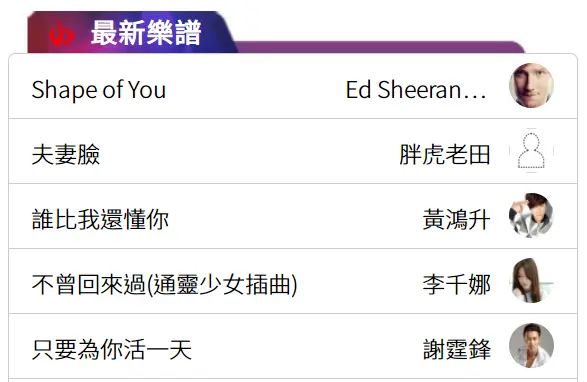 最新樂譜
Shape of You Ed Sheeran…
夫妻臉 胖虎老田
誰比我還懂你 黃鴻升
不曾回來過(通靈少女插曲) 李千娜
只要為你活一天 謝霆鋒